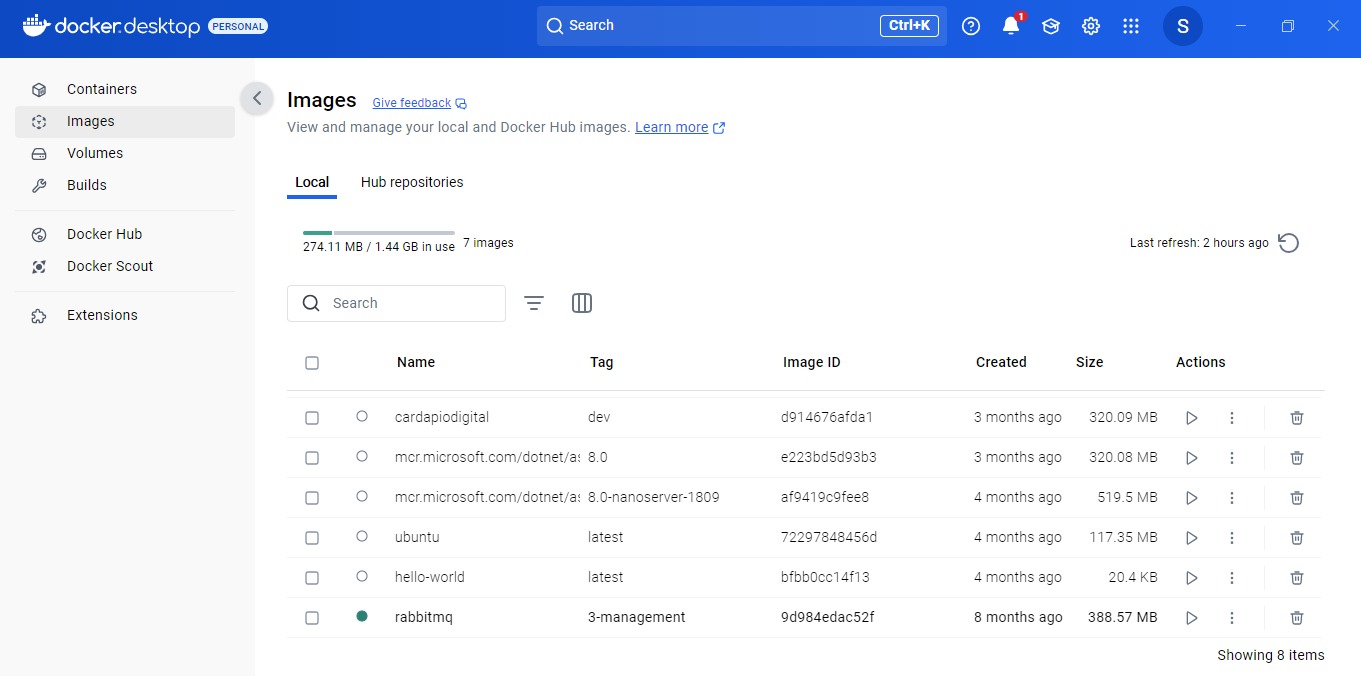 docker.desktop PERSONAL Search Ctrl+K 1 S
Containers
Images
Volumes
Builds
Docker Hub
Docker Scout
Extensions
Images Give feedback
View and manage your local and Docker Hub images. Learn more
Local Hub repositories
274.11 MB / 1.44 GB in use 7 images Last refresh: 2 hours ago
Search
Name Tag Image ID Created Size Actions
cardapiodigital dev d914676afda1 3 months ago 320.09 MB
mcr.microsoft.com/dotnet/as 8.0 e223bd5d93b3 3 months ago 320.08 MB
mcr.microsoft.com/dotnet/as 8.0-nanoserver-1809 af9419c9fee8 4 months ago 519.5 MB
ubuntu latest 72297848456d 4 months ago 117.35 MB
hello-world latest bfbb0cc14f13 4 months ago 20.4 KB
rabbitmq 3-management 9d984edac52f 8 months ago 388.57 MB
Showing 8 items